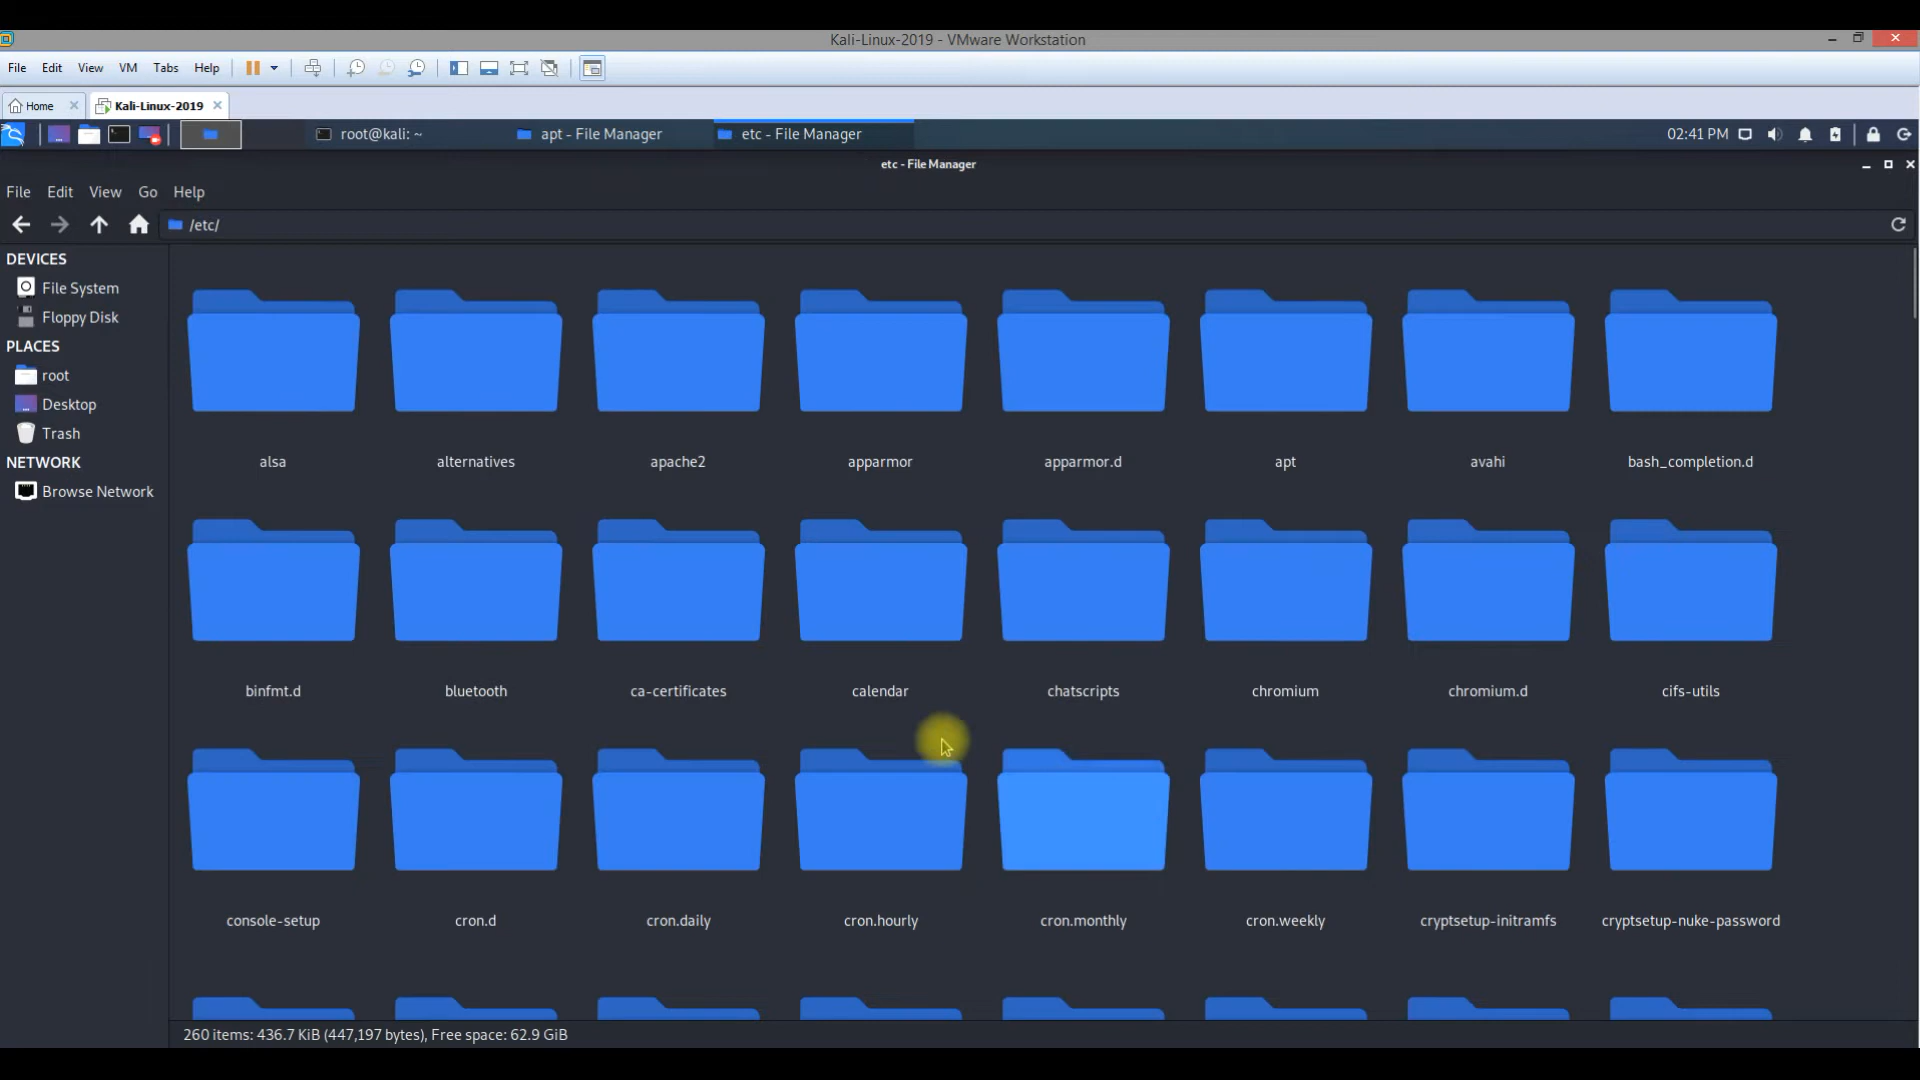 Kali-Linux-2019 - VMware Workstation
File Edit View VM Tabs Help
Home Kali-Linux-2019
root@kali: ~ apt - File Manager etc - File Manager 02:41 PM
etc - File Manager
File Edit View Go Help
/etc/
DEVICES
File System
Floppy Disk
PLACES
root
Desktop
Trash
NETWORK
Browse Network
alsa alternatives apache2 apparmor apparmor.d apt avahi bash_completion.d
binfmt.d bluetooth ca-certificates calendar chatscripts chromium chromium.d cifs-utils
console-setup cron.d cron.daily cron.hourly cron.monthly cron.weekly cryptsetup-initramfs cryptsetup-nuke-password
260 items: 436.7 KiB (447,197 bytes), Free space: 62.9 GiB